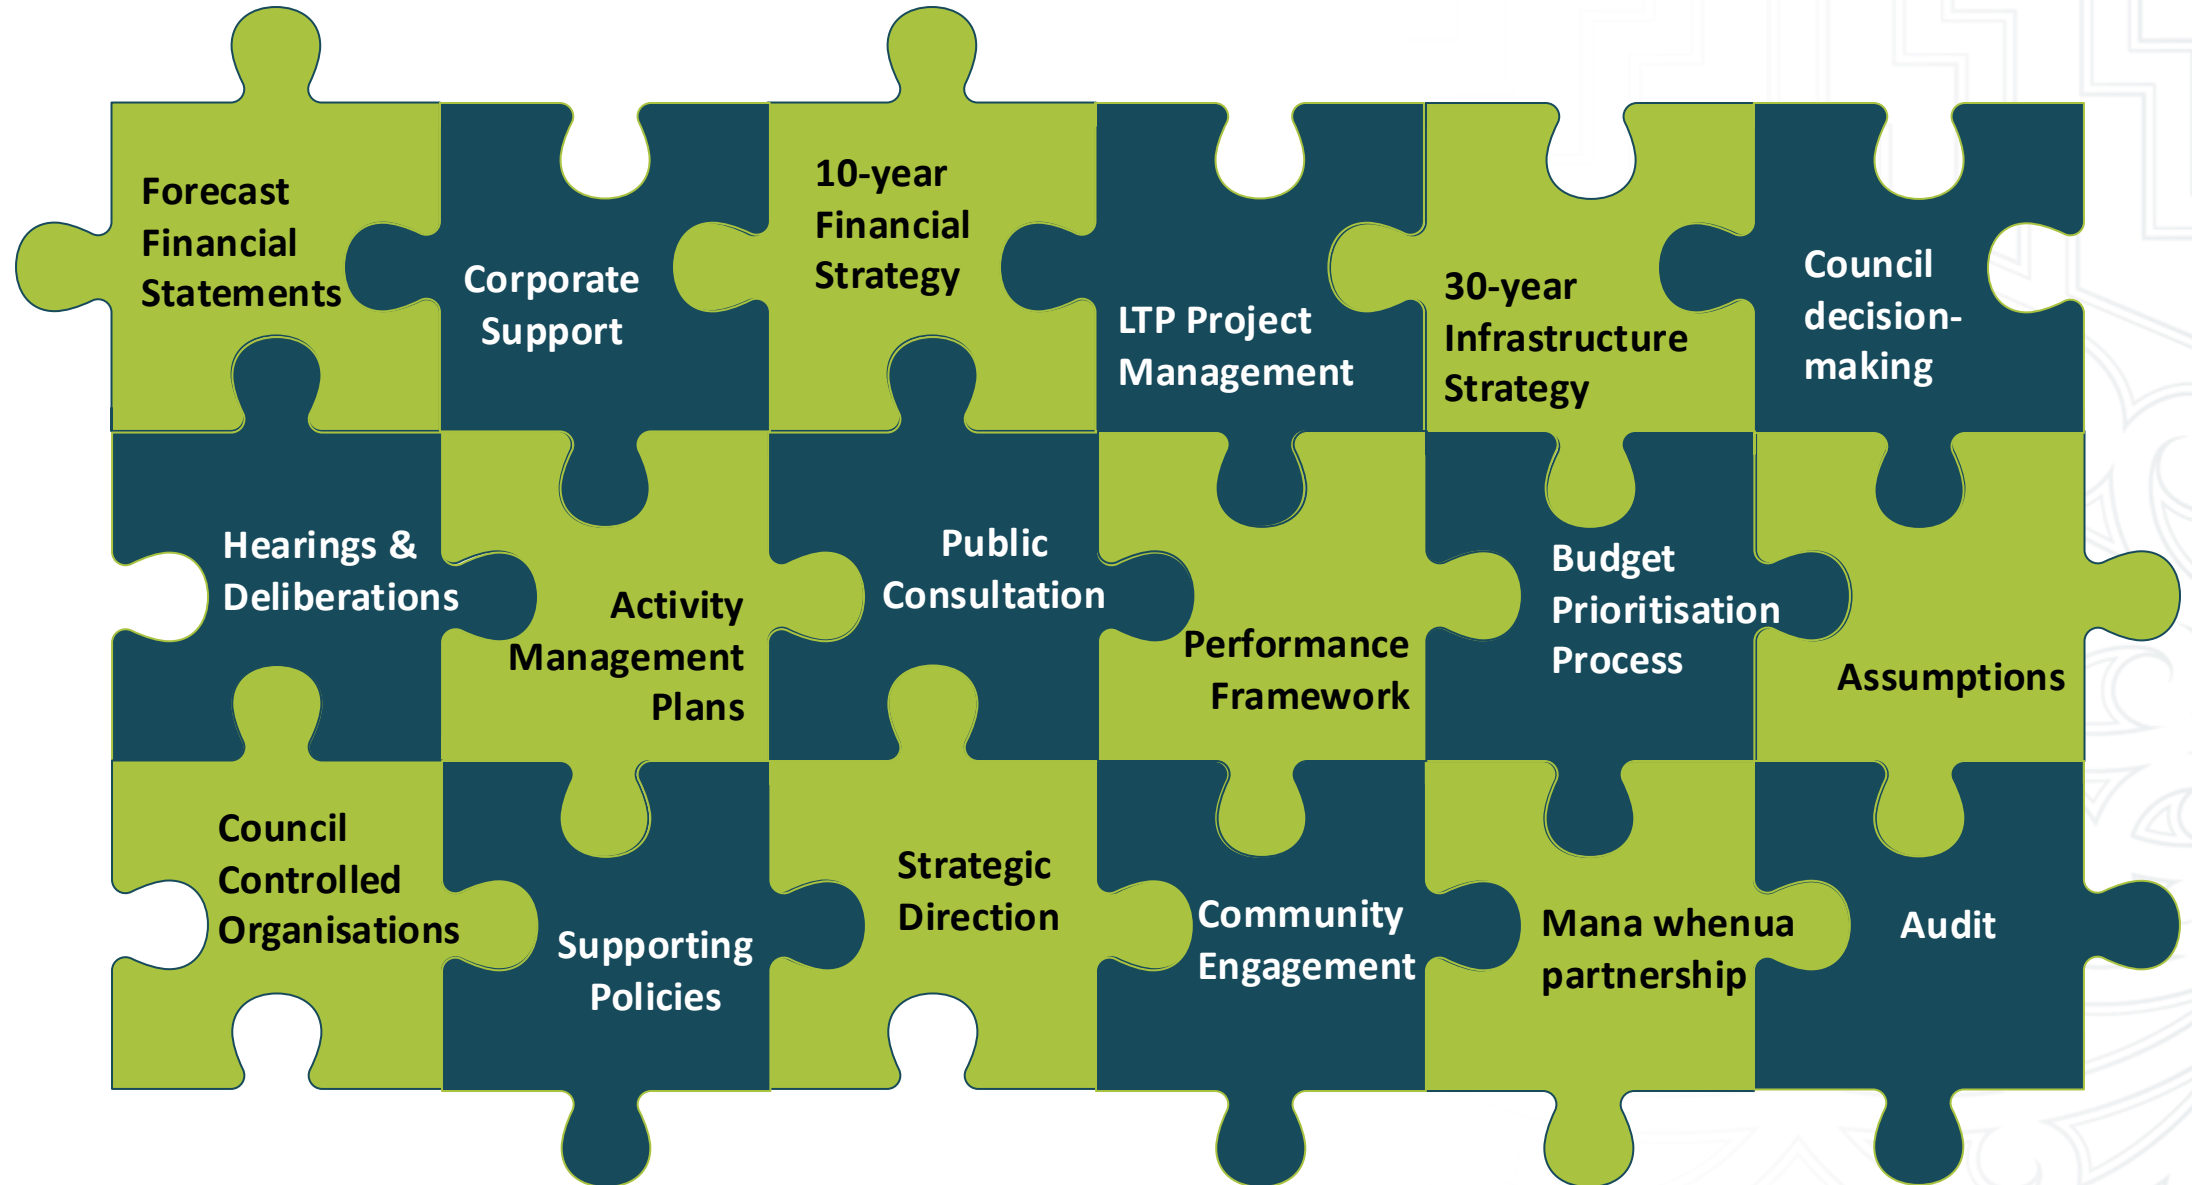 Forecast
Financial
Statements
Corporate
Support
10-year
Financial
Strategy
LTP Project
Management
30-year
Infrastructure
Strategy
Council
decision-
making
Hearings &
Deliberations
Activity
Management
Plans
Public
Consultation
Performance
Framework
Budget
Prioritisation
Process
Assumptions
Council
Controlled
Organisations
Supporting
Policies
Strategic
Direction
Community
Engagement
Mana whenua
partnership
Audit